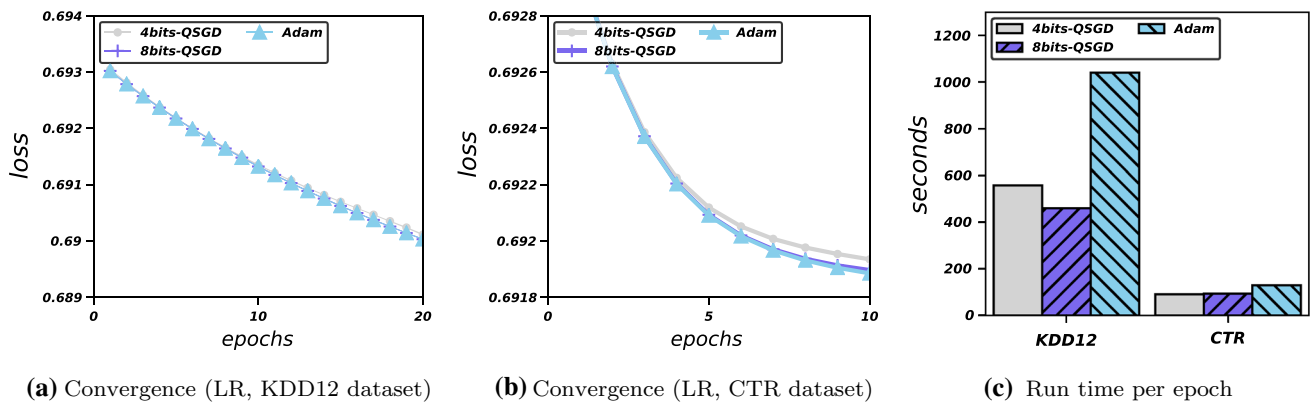 0.694
0.693
0.692
0.691
0.69
0.689
loss
4bits-QSGD
8bits-QSGD
Adam
0
10
20
epochs
(a) Convergence (LR, KDD12 dataset)
0.6928
0.6926
0.6924
0.6922
0.692
0.6918
loss
4bits-QSGD
8bits-QSGD
Adam
0
5
10
epochs
(b) Convergence (LR, CTR dataset)
1200
1000
800
600
400
200
0
seconds
4bits-QSGD
8bits-QSGD
Adam
KDD12
CTR
(c) Run time per epoch